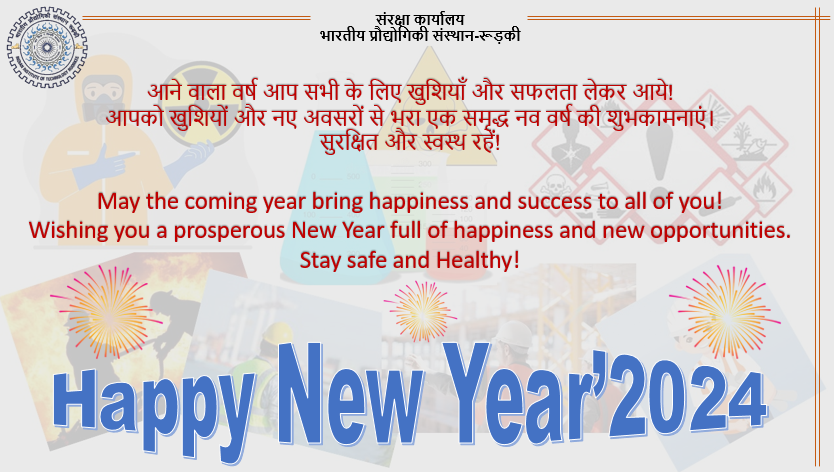 संरक्षा कार्यालय
भारतीय प्रौद्योगिकी संस्थान-रूड़की
आने वाला वर्ष आप सभी के लिए खुशियाँ और सफलता लेकर आये!
आपको खुशियों और नए अवसरों से भरा एक समृद्ध नव वर्ष की शुभकामनाएं।
सुरक्षित और स्वस्थ रहें!
May the coming year bring happiness and success to all of you!
Wishing you a prosperous New Year full of happiness and new opportunities.
Stay safe and Healthy!
Happy New Year'2024